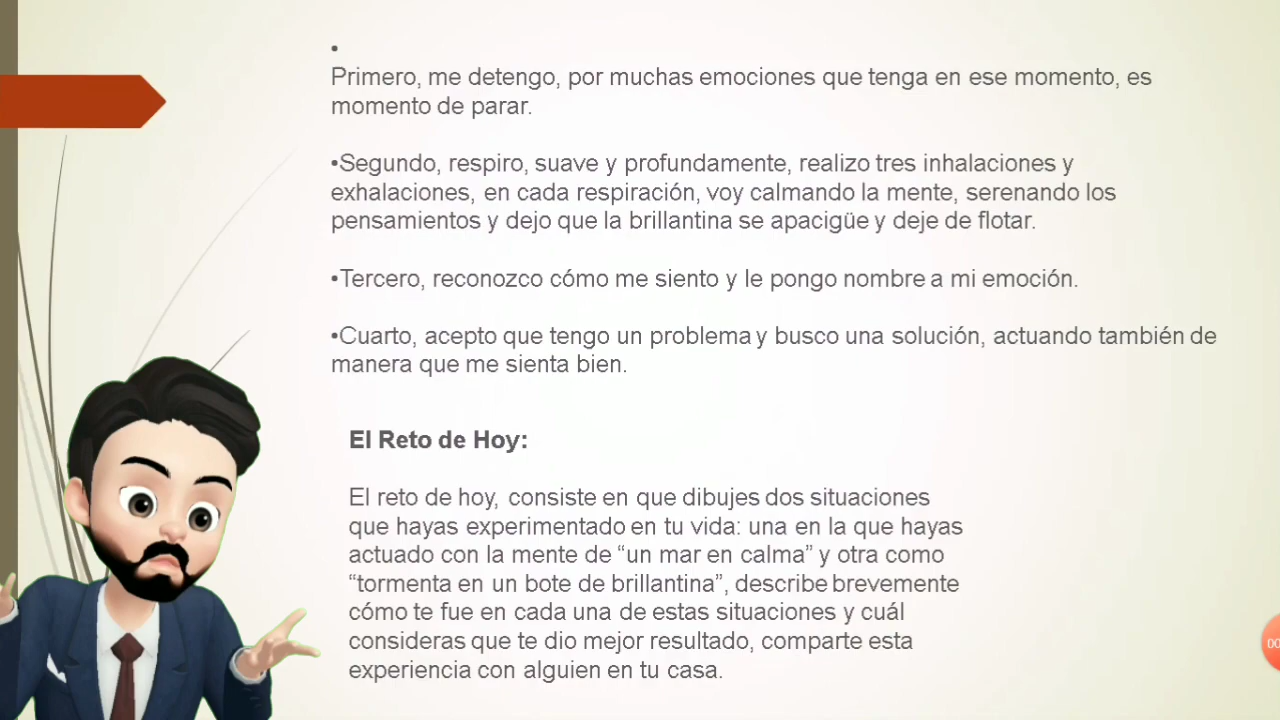 •
Primero, me detengo, por muchas emociones que tenga en ese momento, es
momento de parar.
•Segundo, respiro, suave y profundamente, realizo tres inhalaciones y
exhalaciones, en cada respiración, voy calmando la mente, serenando los
pensamientos y dejo que la brillantina se apacigüe y deje de flotar.
•Tercero, reconozco cómo me siento y le pongo nombre a mi emoción.
•Cuarto, acepto que tengo un problema y busco una solución, actuando también de
manera que me sienta bien.
El Reto de Hoy:
El reto de hoy, consiste en que dibujes dos situaciones
que hayas experimentado en tu vida: una en la que hayas
actuado con la mente de “un mar en calma” y otra como
“tormenta en un bote de brillantina”, describe brevemente
cómo te fue en cada una de estas situaciones y cuál
consideras que te dio mejor resultado, comparte esta
experiencia con alguien en tu casa.
00